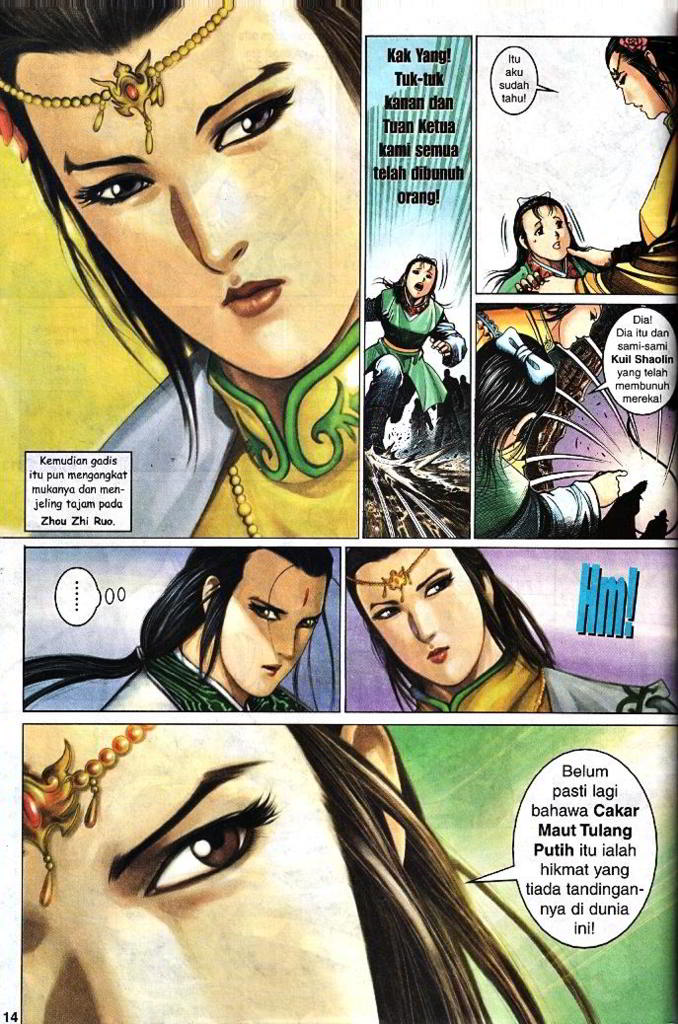 Kemudian gadis
itu pun mengangkat
mukanya dan men-
jeling tajam pada
Zhou Zhi Ruo.
Kak Yang!
Tuk-tuk
kanan dan
Tuan Ketua
kami semua
telah dibunuh
orang!
Itu
aku
sudah
tahu!
Dia!
Dia itu dan
sami-sami
Kuil Shaolin
yang telah
membunuh
mereka!
......
Hm!
Belum
pasti lagi
bahawa Cakar
Maut Tulang
Putih itu ialah
hikmat yang
tiada tandingan-
nya di dunia
ini!
14